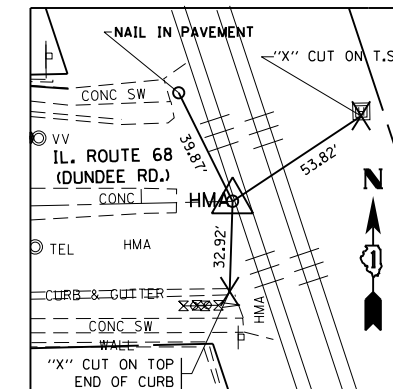 NAIL IN PAVEMENT
"X" CUT ON T.S
CONC SW
VV
39.87'
53.82'
IL. ROUTE 68
(DUNDEE RD.)
N
CONC
HMA
TEL
HMA
32.92'
CURB & GUTTER
HMA
CONC SW
WALL
"X" CUT ON TOP
END OF CURB